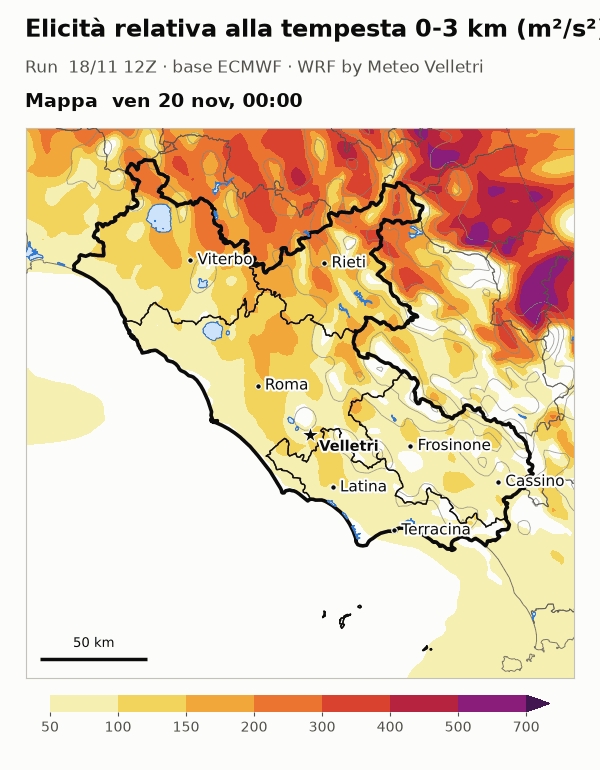 Elicità relativa alla tempesta 0-3 km (m²/s²)
Run  18/11 12Z · base ECMWF · WRF by Meteo Velletri
Mappa  ven 20 nov, 00:00
Viterbo
Rieti
Roma
Velletri
Frosinone
Cassino
Latina
Terracina
50 km
50 100 150 200 300 400 500 700